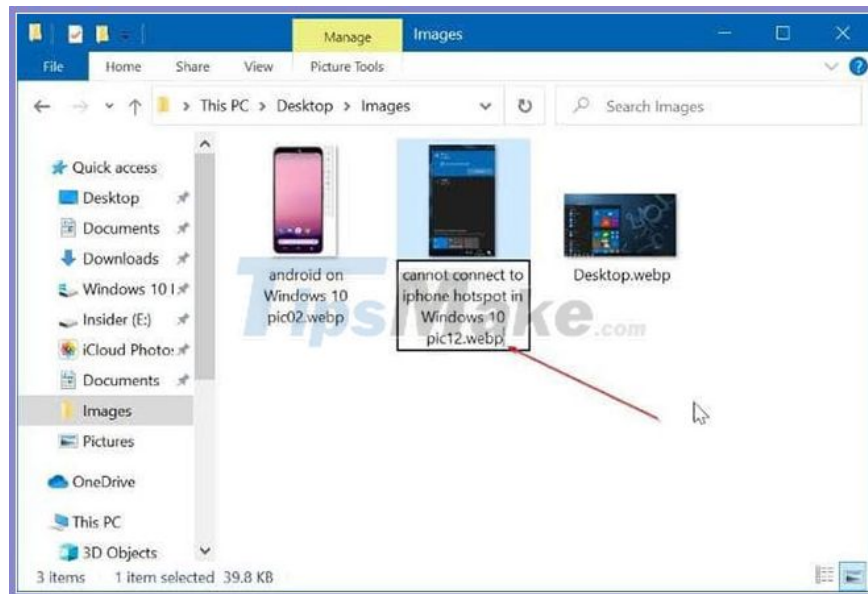 Manage
Images
File
Home
Share
View
Picture Tools
This PC > Desktop > Images
Search Images
Quick access
Desktop
Documents
Downloads
Windows 10 I
Insider (E:)
iCloud Photo:
Documents
Images
Pictures
OneDrive
This PC
3D Objects
android on
Windows 10
pic02.webp
cannot connect to
iphone hotspot in
Windows 10
pic12.webp
Desktop.webp
TipsMake.com
3 items
1 item selected 39.8 KB